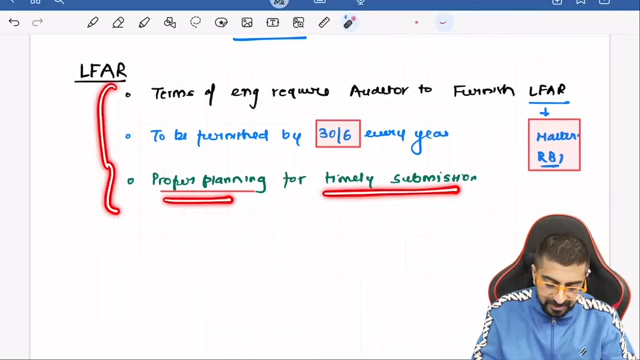 LFAR
• Terms of eng require Auditor to Furnish LFAR
↓
Matter
RB,
• To be furnished by 30/6 every year
• Proper planning for timely submission